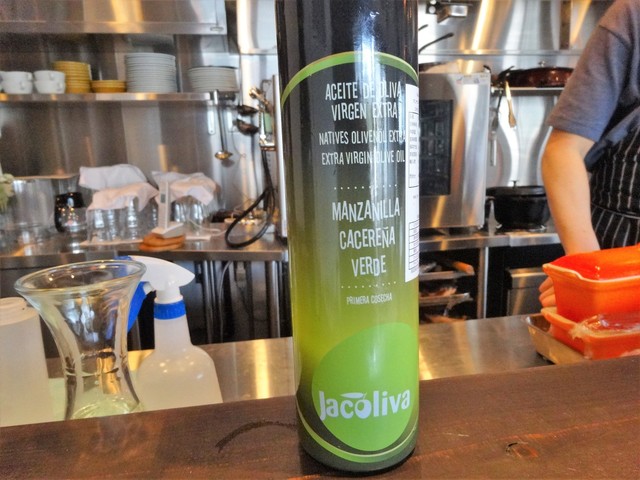 ACEITE DE OLIVA
VIRGEN EXTRA
NATIVES OLIVENÖL EXTRA
EXTRA VIRGIN OLIVE OIL
MANZANILLA
CACEREÑA
VERDE
PRIMERA COSECHA
Jacoliva